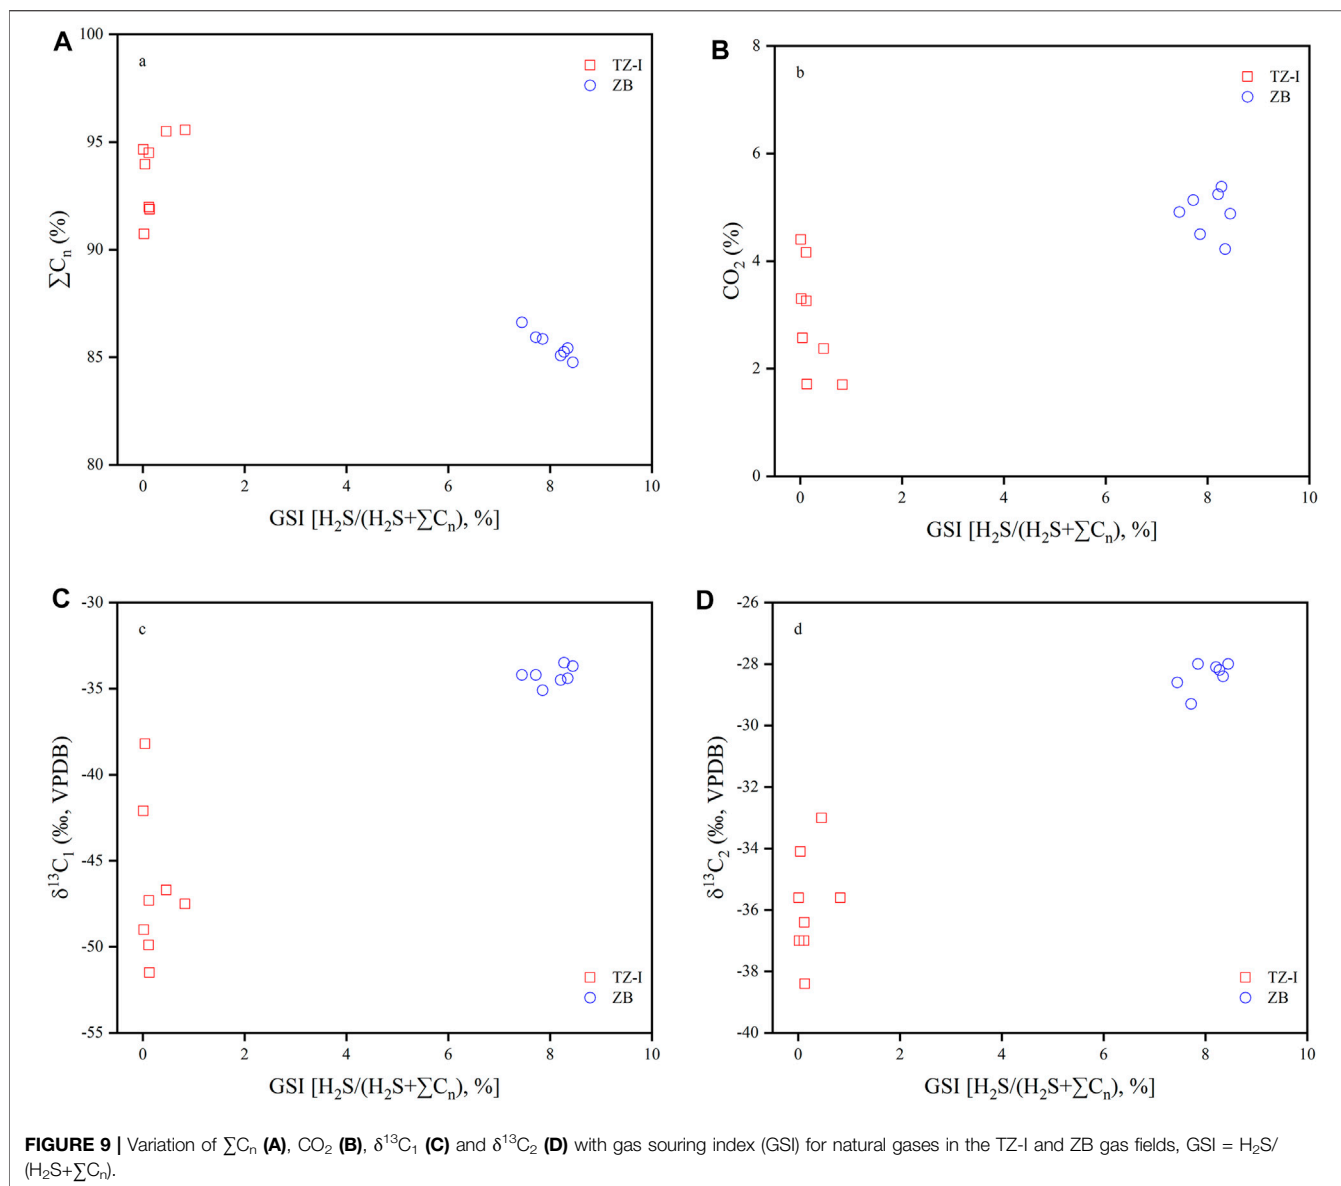 A
a
TZ-I
ZB
100
95
90
85
80
0 2 4 6 8 10
∑Cₙ (%)
GSI [H₂S/(H₂S+∑Cₙ), %]
B
b
TZ-I
ZB
8
6
4
2
0
0 2 4 6 8 10
CO₂ (%)
GSI [H₂S/(H₂S+∑Cₙ), %]
C
c
-30
-35
-40
-45
-50
-55
TZ-I
ZB
0 2 4 6 8 10
δ¹³C₁ (‰, VPDB)
GSI [H₂S/(H₂S+∑Cₙ), %]
D
d
-26
-28
-30
-32
-34
-36
-38
-40
TZ-I
ZB
0 2 4 6 8 10
δ¹³C₂ (‰, VPDB)
GSI [H₂S/(H₂S+∑Cₙ), %]
FIGURE 9 | Variation of ∑Cₙ (A), CO₂ (B), δ¹³C₁ (C) and δ¹³C₂ (D) with gas souring index (GSI) for natural gases in the TZ-I and ZB gas fields, GSI = H₂S/
(H₂S+∑Cₙ).